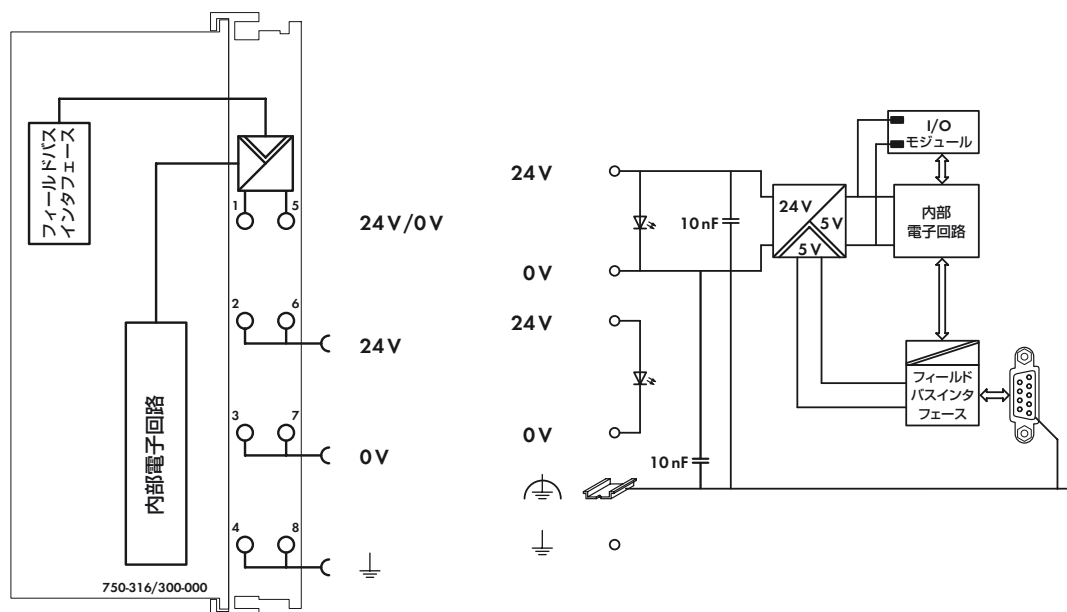 フィールドバス
インタフェース
1
5
24V/0V
2
6
24V
3
7
0V
内部電子回路
4
8
750-316/300-000
24V
0V
24V
0V
10nF
10nF
24V
5V
5V
I/O
モジュール
内部
電子回路
フィールド
バスインタ
フェース